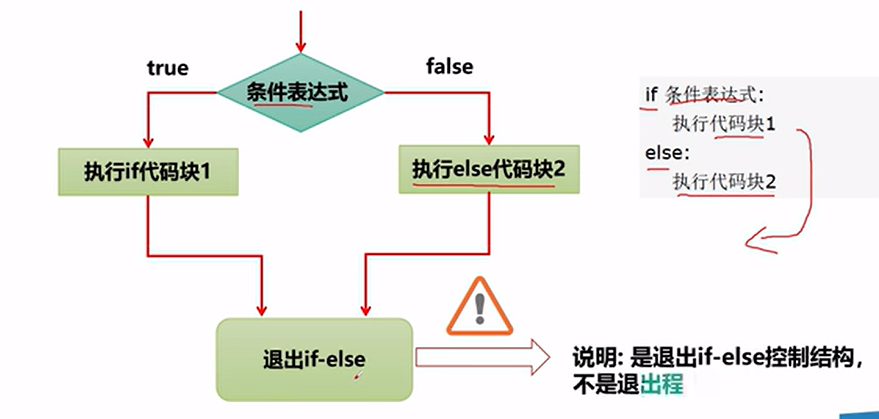 true
false
条件表达式
执行if代码块1
执行else代码块2
if 条件表达式:
执行代码块1
else:
执行代码块2
退出if-else
说明: 是退出if-else控制结构，
不是退出程